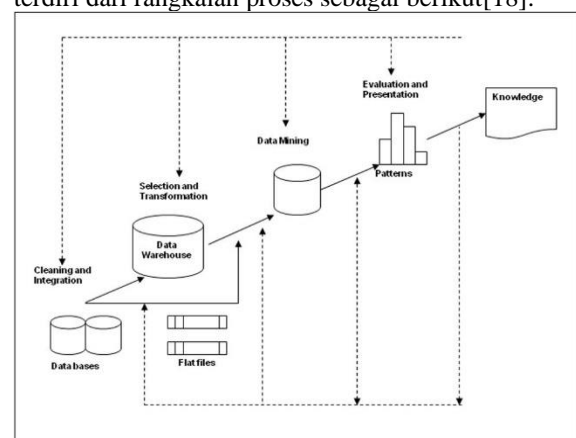 terdiri dari rangkaian proses sebagai berikut[18]:
Evaluation and
Presentation
Knowledge
Data Mining
Patterns
Selection and
Transformation
Data
Warehouse
Cleaning and
Integration
Data bases
Flat files